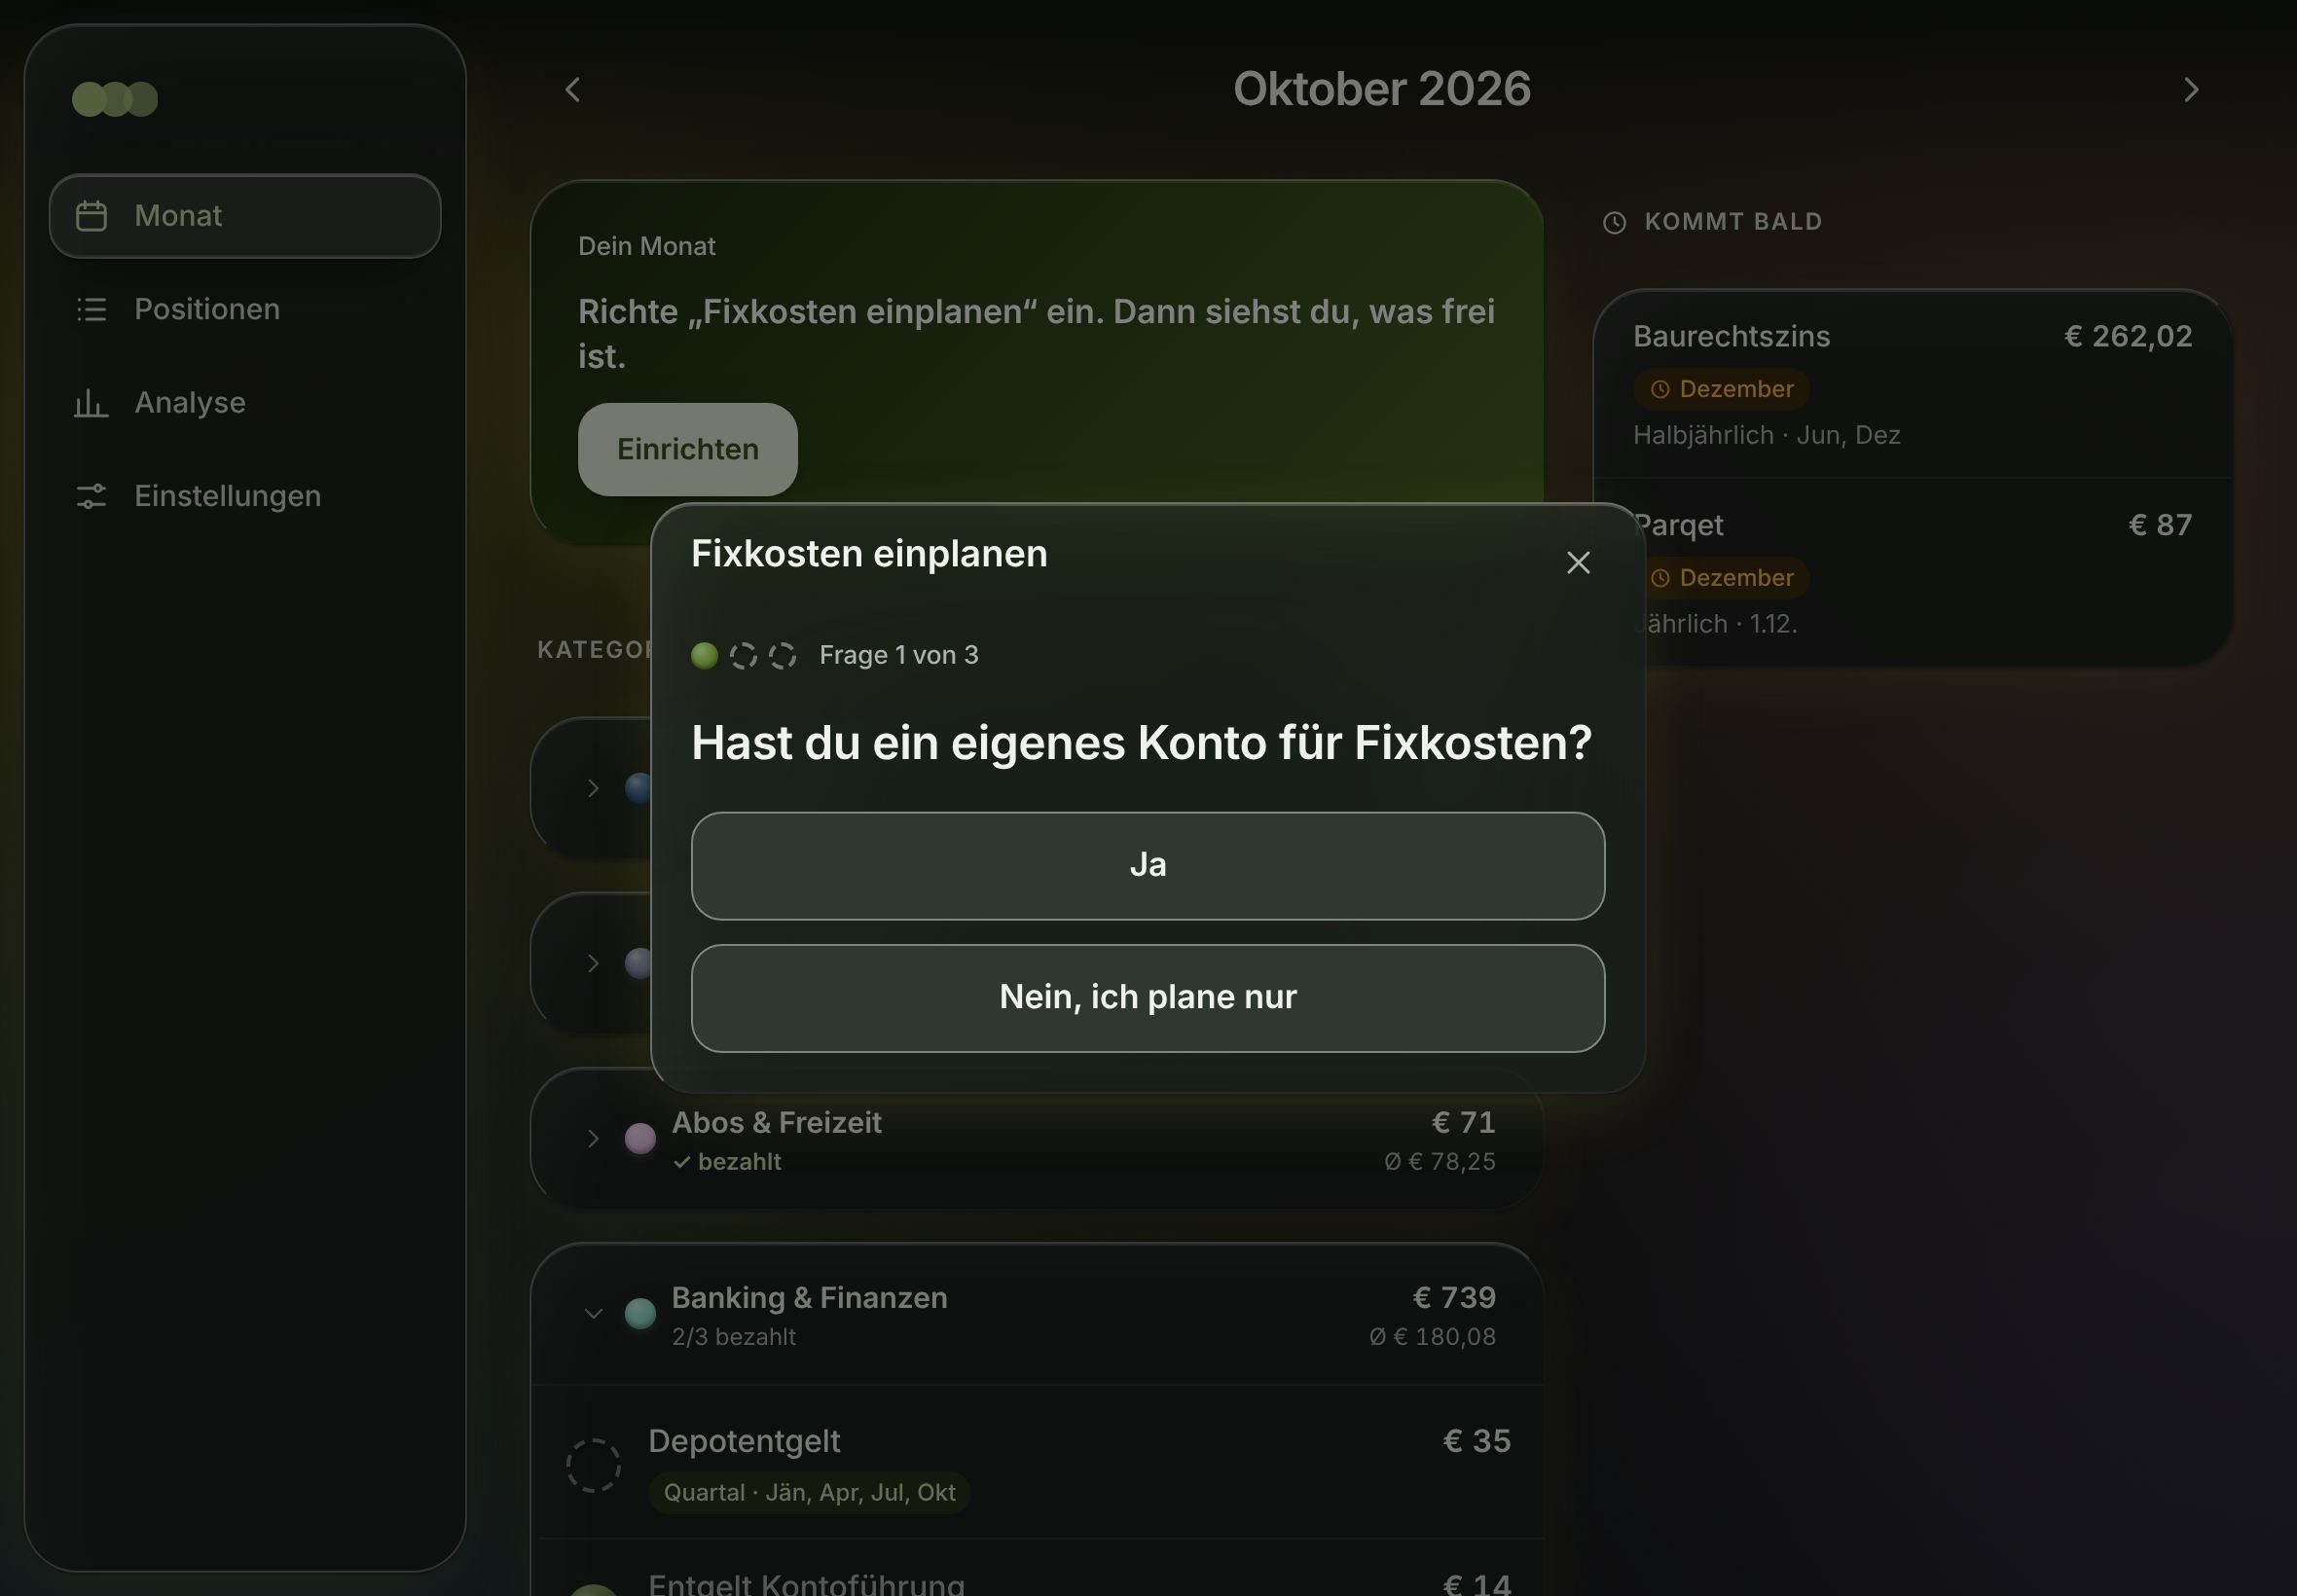 Monat
Positionen
Analyse
Einstellungen
Oktober 2026
Dein Monat
Richte „Fixkosten einplanen“ ein. Dann siehst du, was frei
ist.
Einrichten
KOMMT BALD
Baurechtszins
€ 262,02
Dezember
Halbjährlich · Jun, Dez
Parqet
€ 87
Dezember
Jährlich · 1.12.
Fixkosten einplanen
Frage 1 von 3
Hast du ein eigenes Konto für Fixkosten?
Ja
Nein, ich plane nur
Abos & Freizeit
€ 71
bezahlt
Ø € 78,25
Banking & Finanzen
€ 739
2/3 bezahlt
Ø € 180,08
Depotentgelt
€ 35
Quartal · Jän, Apr, Jul, Okt
Entgelt Kontoführung
€ 14